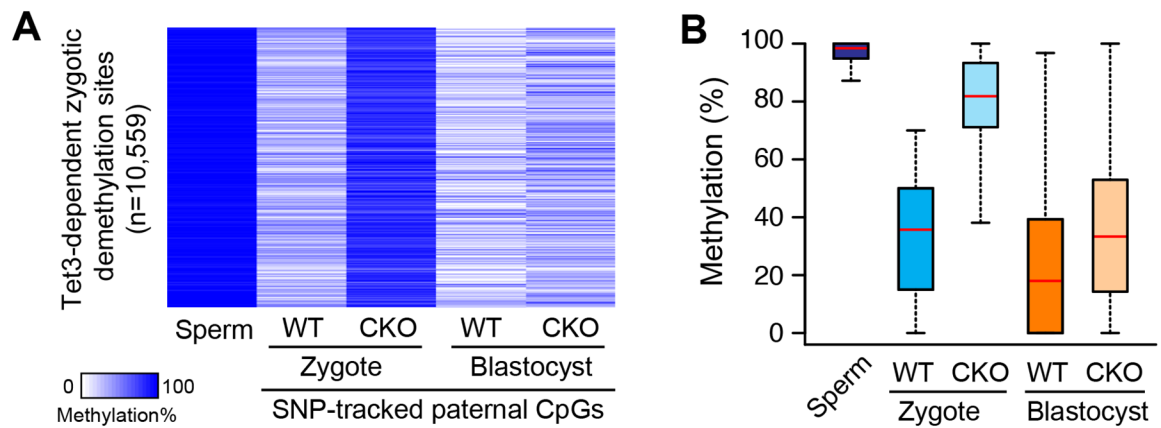 A
Tet3-dependent zygotic
demethylation sites
(n=10,559)
Sperm
WT
CKO
WT
CKO
Zygote
Blastocyst
SNP-tracked paternal CpGs
0
100
Methylation%
B
Methylation (%)
100
80
60
40
20
0
Sperm
WT
CKO
WT
CKO
Zygote
Blastocyst